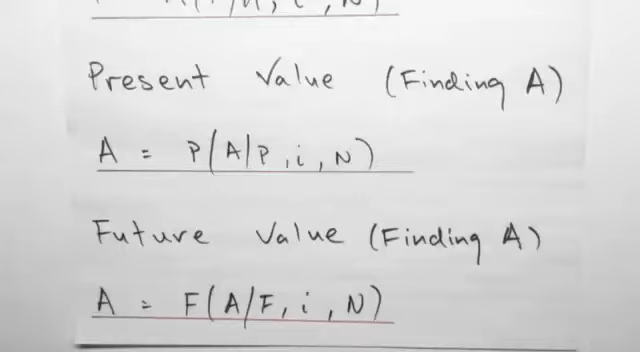 Present Value (Finding A)
A = P(A/P, i, N)
Future Value (Finding A)
A = F(A/F, i, N)